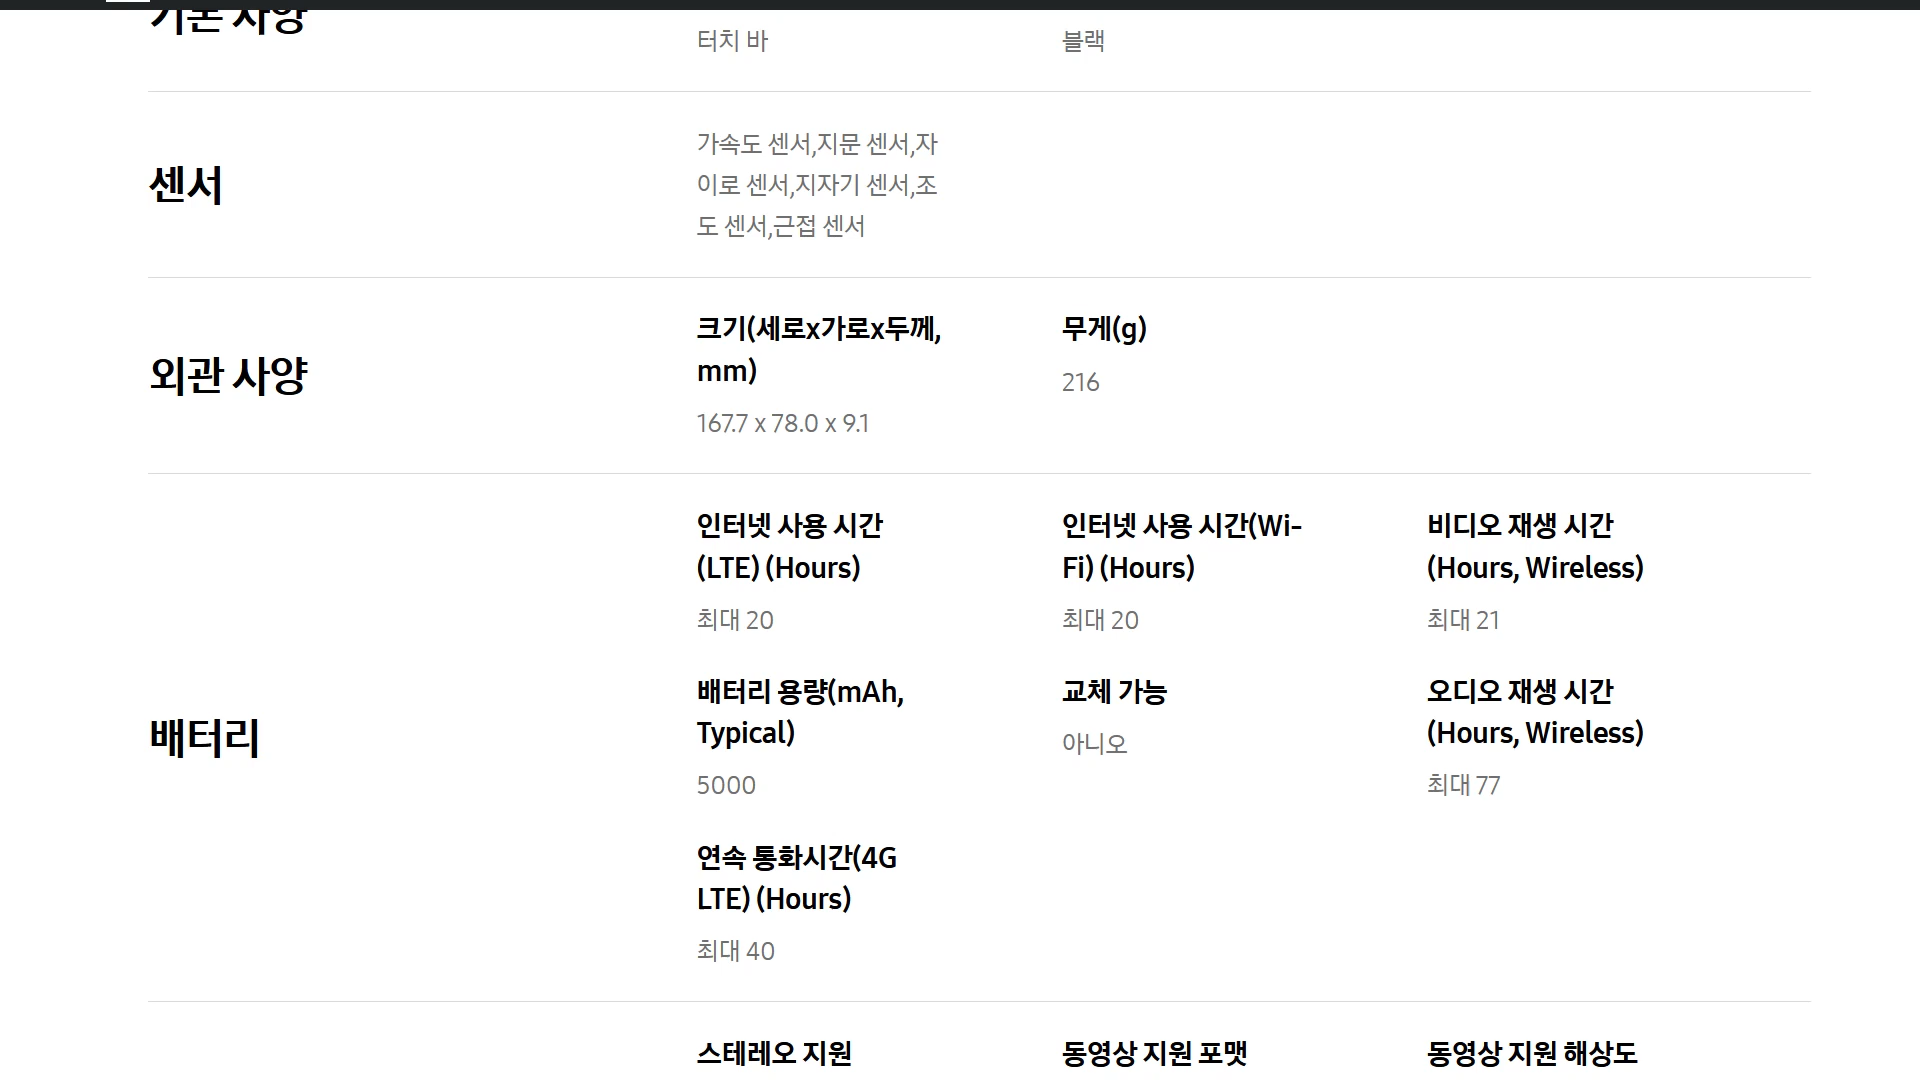 기본 사양
터치 바
블랙
센서
가속도 센서,지문 센서,자
이로 센서,지자기 센서,조
도 센서,근접 센서
외관 사양
크기(세로x가로x두께,
mm)
167.7 x 78.0 x 9.1
무게(g)
216
배터리
인터넷 사용 시간
(LTE) (Hours)
최대 20
인터넷 사용 시간(Wi-
Fi) (Hours)
최대 20
비디오 재생 시간
(Hours, Wireless)
최대 21
배터리 용량(mAh,
Typical)
5000
교체 가능
아니오
오디오 재생 시간
(Hours, Wireless)
최대 77
연속 통화시간(4G
LTE) (Hours)
최대 40
스테레오 지원
동영상 지원 포맷
동영상 지원 해상도